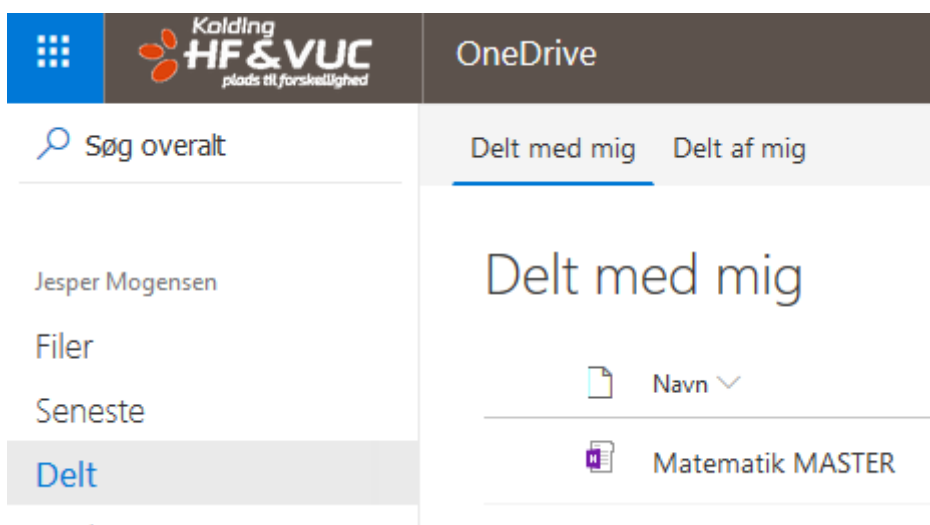 Kolding
HF & VUC
plads til forskellighed
OneDrive
Søg overalt
Delt med mig
Delt af mig
Jesper Mogensen
Filer
Seneste
Delt
Delt med mig
Navn
Matematik MASTER